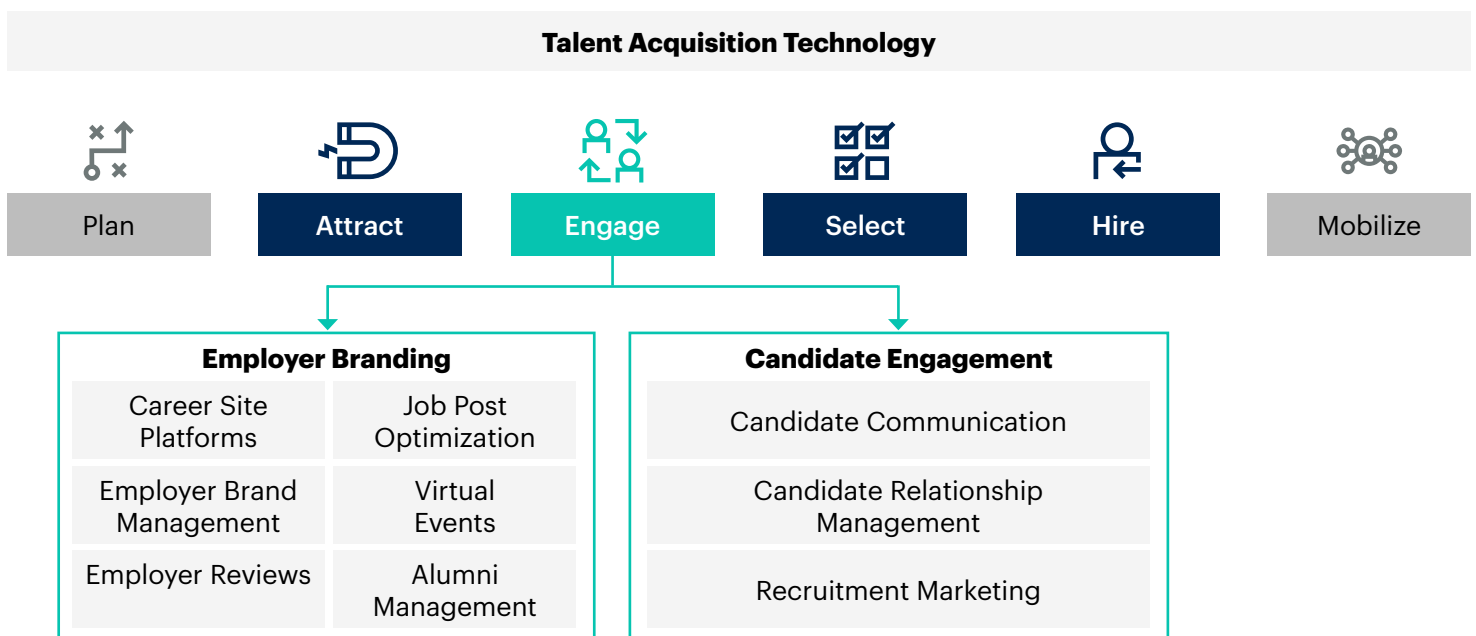 Talent Acquisition Technology
Plan
Attract
Engage
Select
Hire
Mobilize
Employer Branding
Career Site
Platforms
Job Post
Optimization
Employer Brand
Management
Virtual
Events
Employer Reviews
Alumni
Management
Candidate Engagement
Candidate Communication
Candidate Relationship
Management
Recruitment Marketing